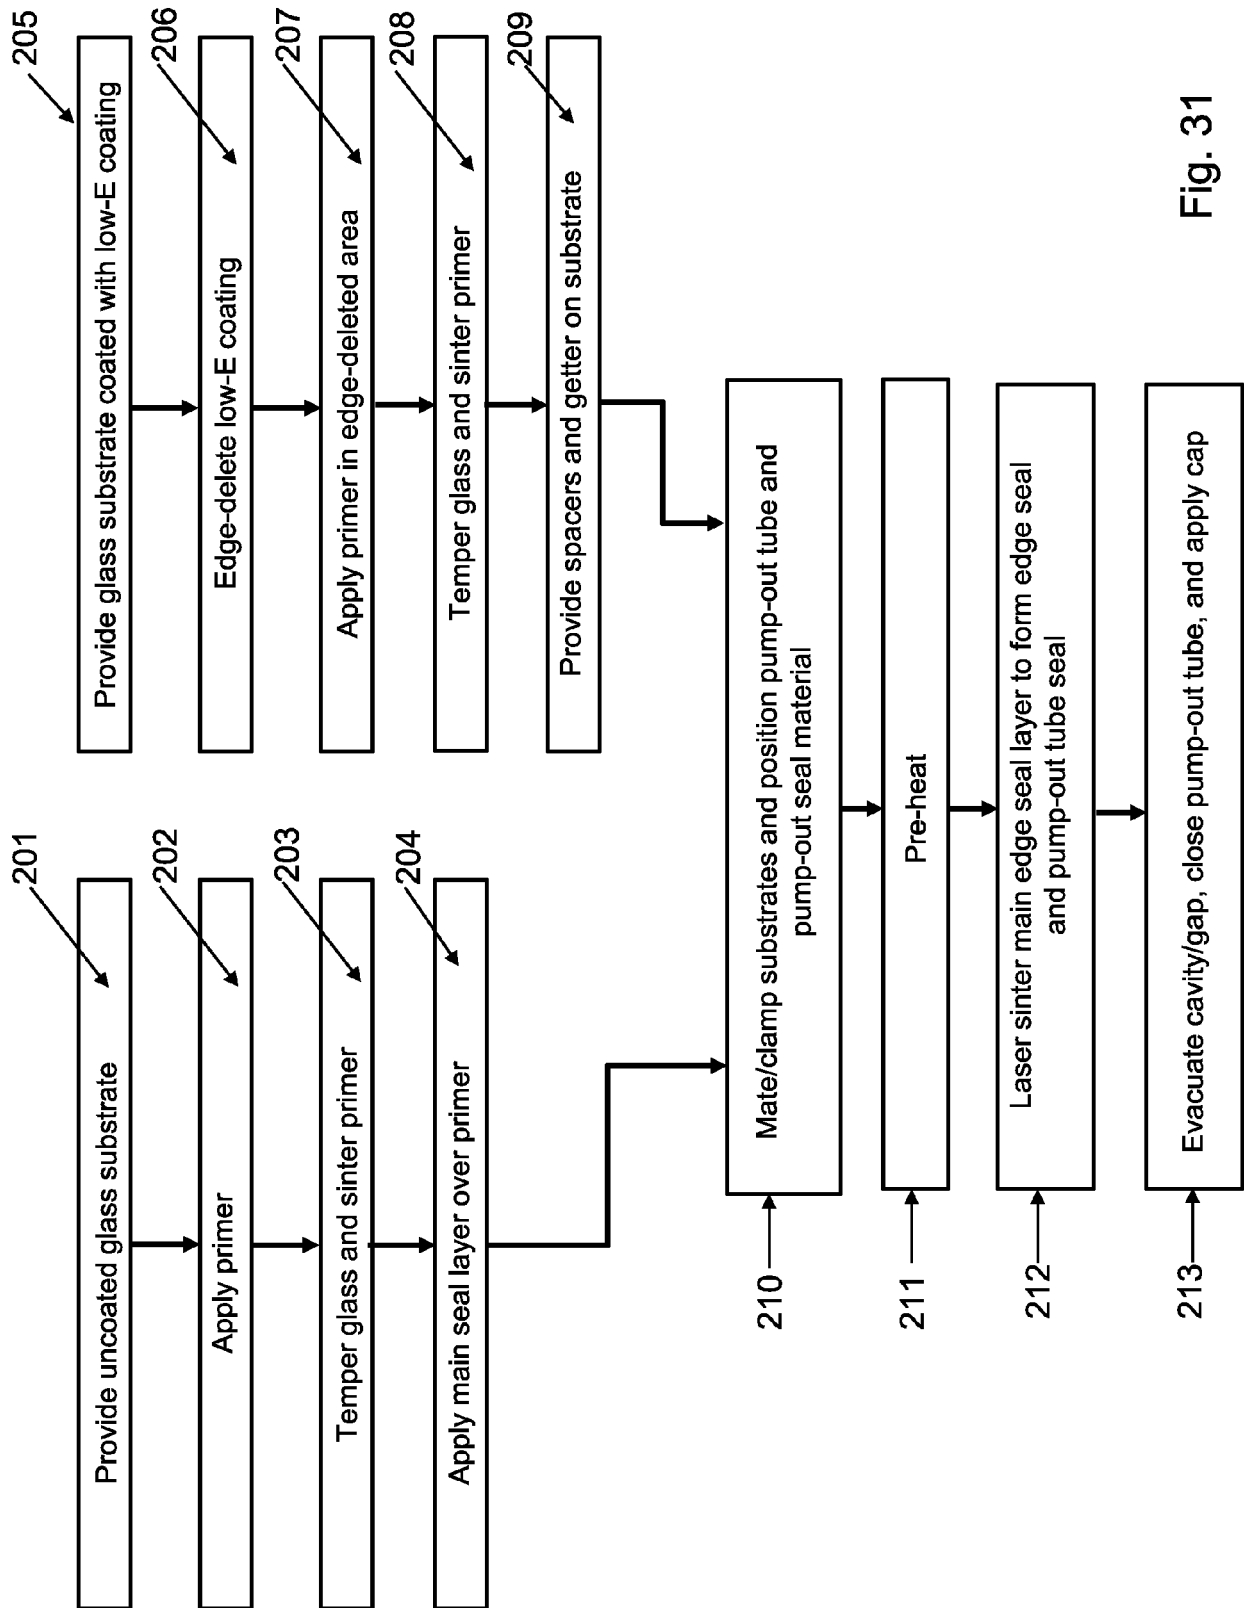 201
Provide uncoated glass substrate
202
Apply primer
203
Temper glass and sinter primer
204
Apply main seal layer over primer
205
Provide glass substrate coated with low-E coating
206
Edge-delete low-E coating
207
Apply primer in edge-deleted area
208
Temper glass and sinter primer
209
Provide spacers and getter on substrate
210
Mate/clamp substrates and position pump-out tube and
pump-out seal material
211
Pre-heat
212
Laser sinter main edge seal layer to form edge seal
and pump-out tube seal
213
Evacuate cavity/gap, close pump-out tube, and apply cap
Fig. 31